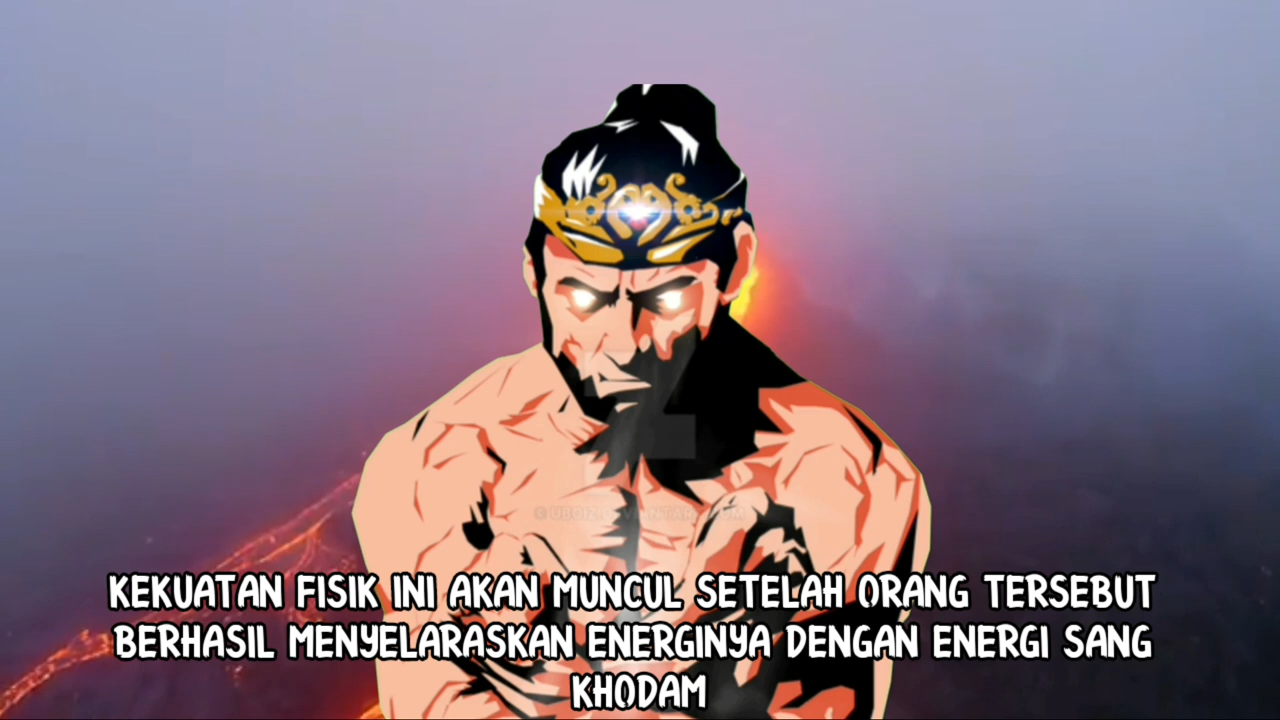 KEKUATAN FISIK INI AKAN MUNCUL SETELAH ORANG TERSEBUT
BERHASIL MENYELARASKAN ENERGINYA DENGAN ENERGI SANG
KHODAM